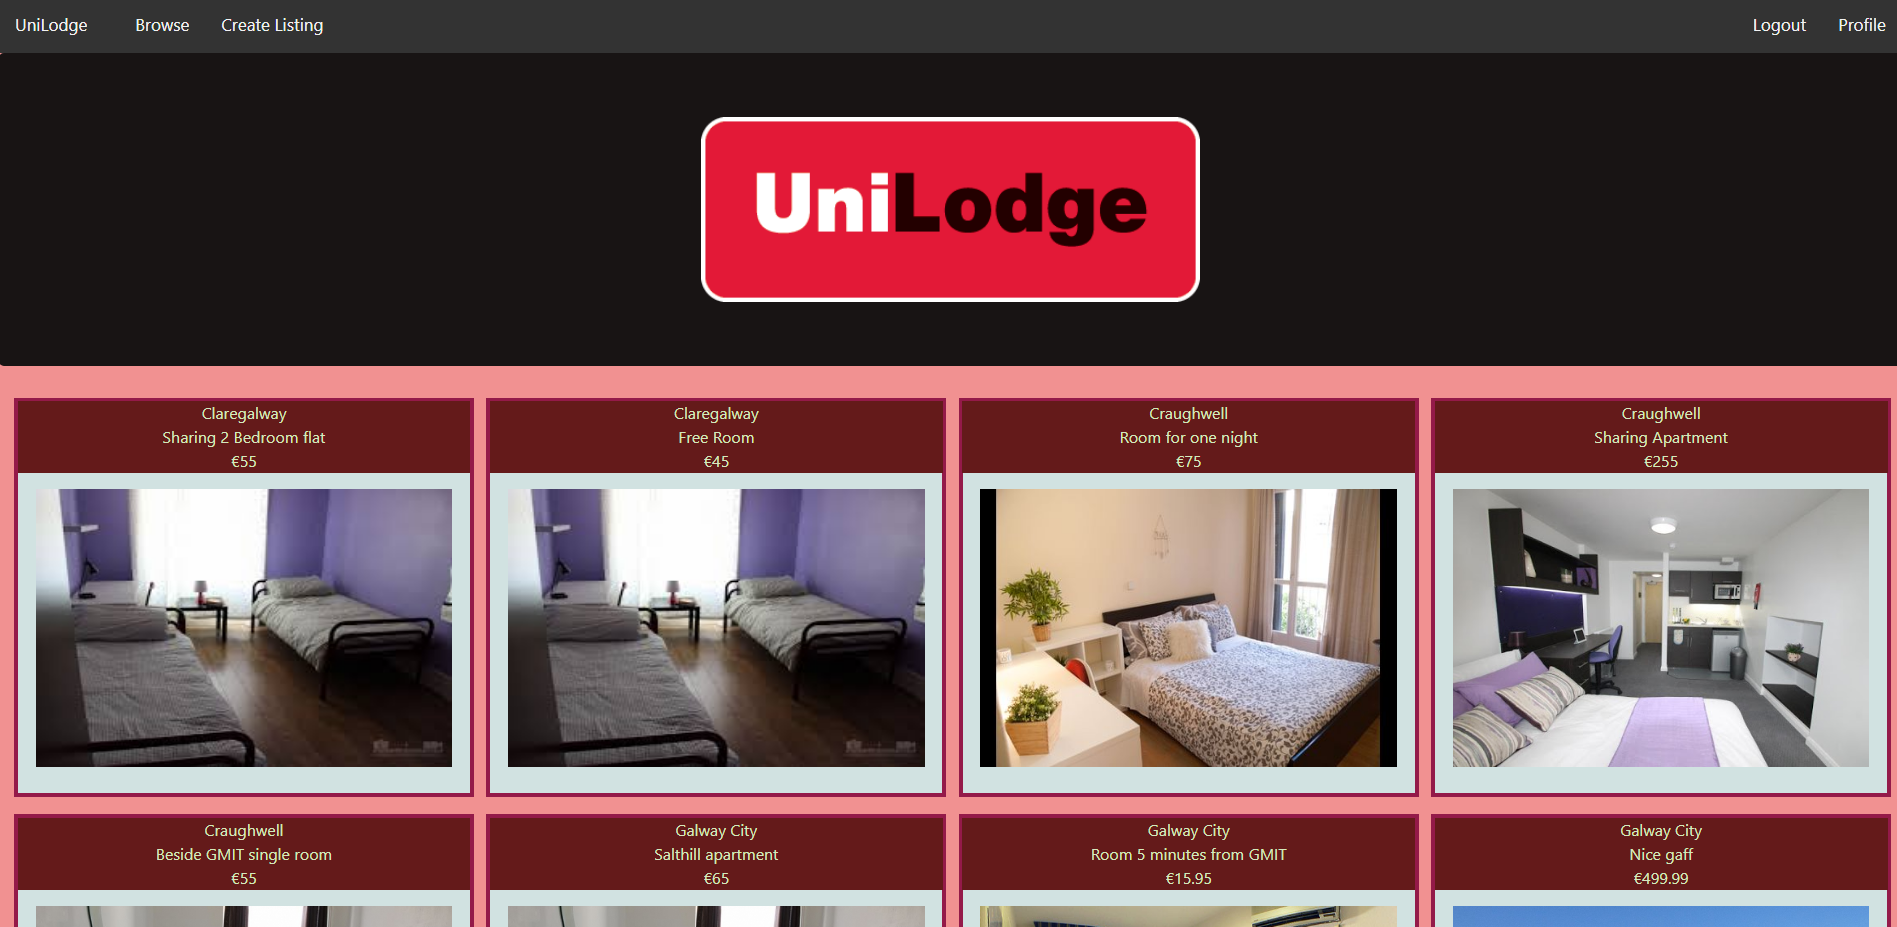 UniLodge Browse Create Listing Logout Profile
UniLodge
Claregalway
Sharing 2 Bedroom flat
€55
Claregalway
Free Room
€45
Craughwell
Room for one night
€75
Craughwell
Sharing Apartment
€255
Craughwell
Beside GMIT single room
€55
Galway City
Salthill apartment
€65
Galway City
Room 5 minutes from GMIT
€15.95
Galway City
Nice gaff
€499.99